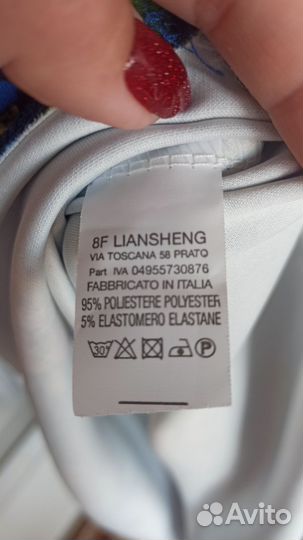 8F LIANSHENG
VIA TOSCANA 58 PRATO
Part IVA 04955730876
FABBRICATO IN ITALIA
95% POLIESTERE POLYESTER
5% ELASTOMERO ELASTANE
30° P
Avito